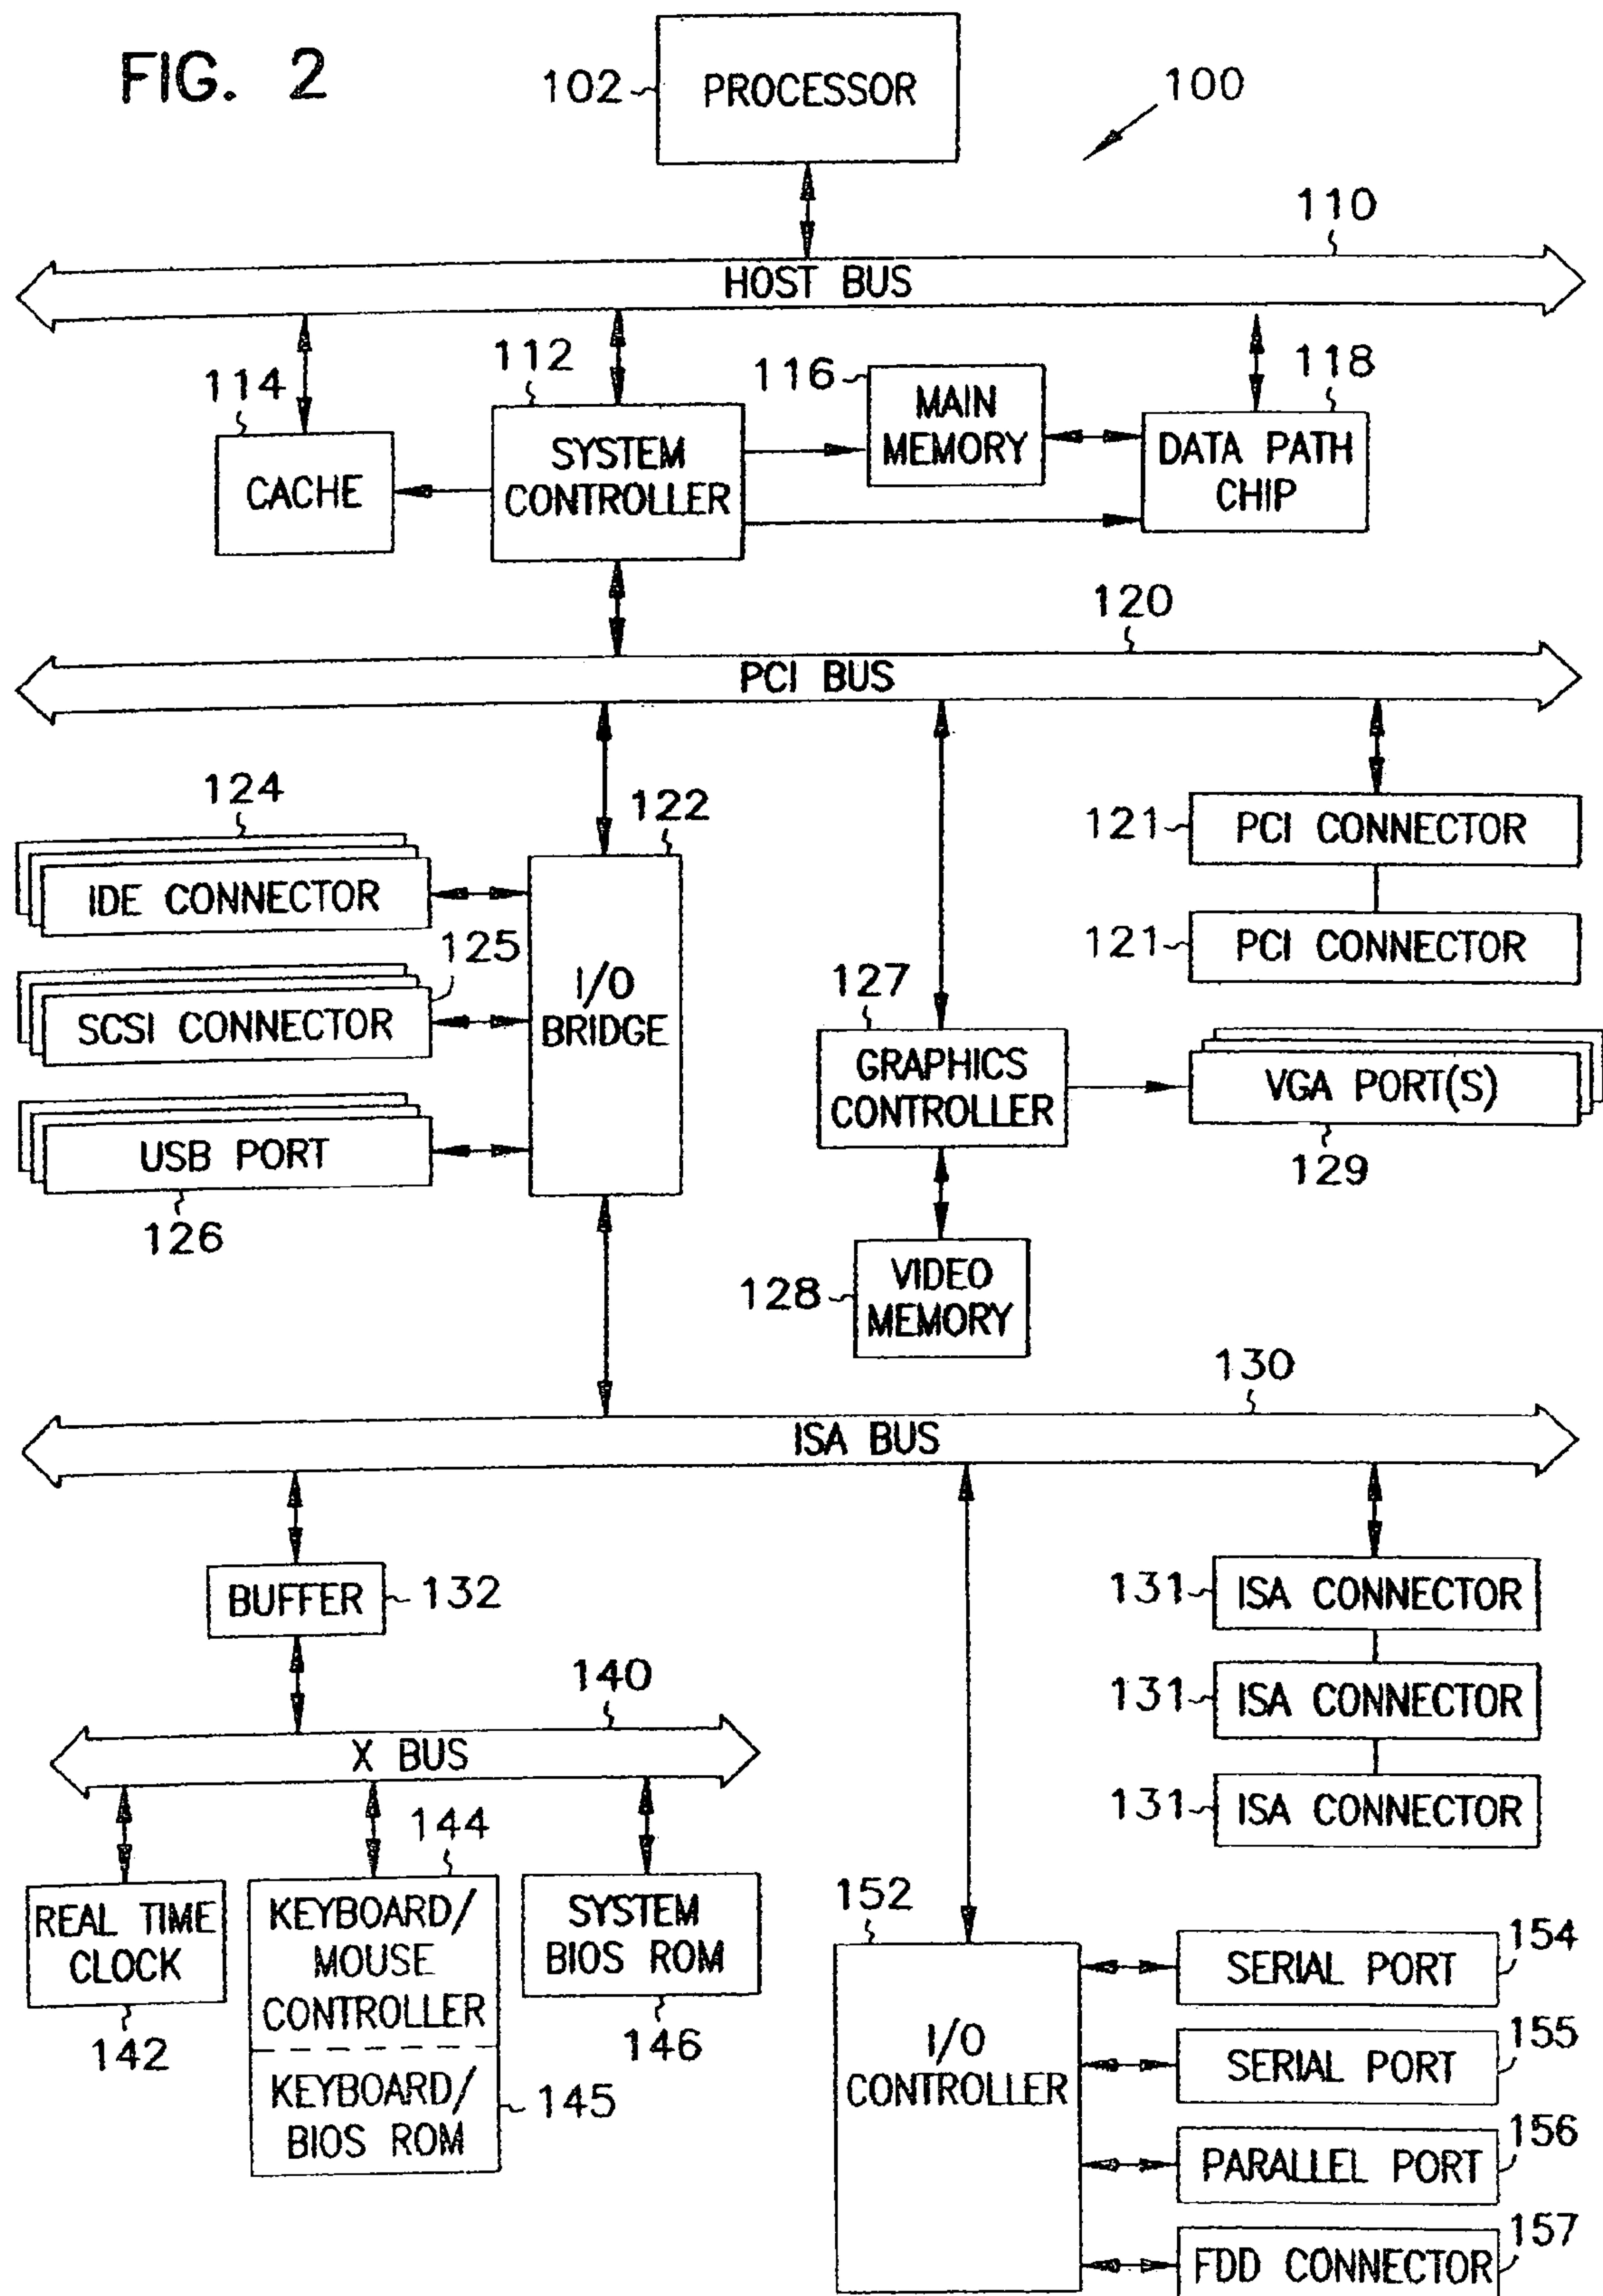 FIG. 2
102
PROCESSOR
100
110
HOST BUS
114
112
116
118
CACHE
SYSTEM
CONTROLLER
MAIN
MEMORY
DATA PATH
CHIP
120
PCI BUS
124
122
IDE CONNECTOR
125
SCSI CONNECTOR
USB PORT
126
I/O
BRIDGE
121
PCI CONNECTOR
121
PCI CONNECTOR
127
GRAPHICS
CONTROLLER
VGA PORT(S)
129
128
VIDEO
MEMORY
130
ISA BUS
BUFFER
132
131
ISA CONNECTOR
131
ISA CONNECTOR
131
ISA CONNECTOR
140
X BUS
144
REAL TIME
CLOCK
142
KEYBOARD/
MOUSE
CONTROLLER
KEYBOARD/
BIOS ROM
145
SYSTEM
BIOS ROM
146
152
I/O
CONTROLLER
154
SERIAL PORT
155
SERIAL PORT
156
PARALLEL PORT
157
FDD CONNECTOR